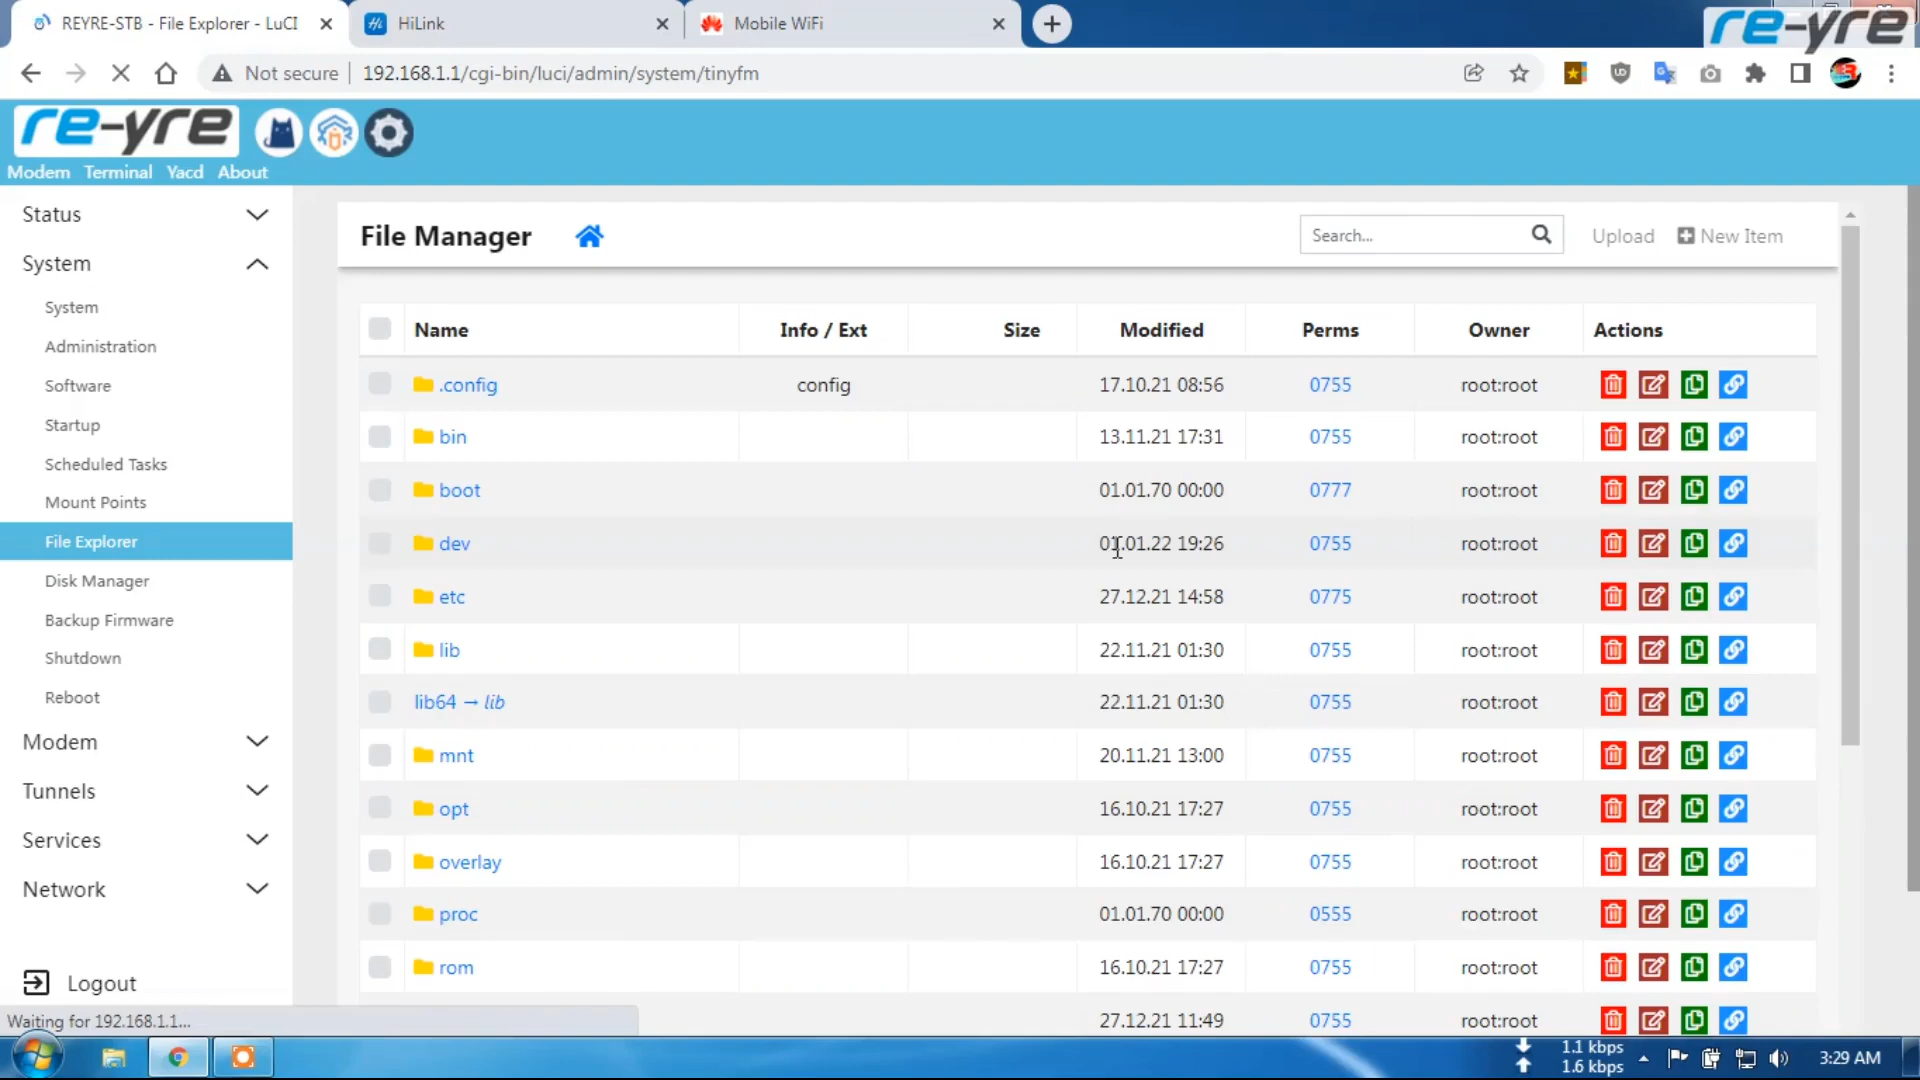 REYRE-STB - File Explorer - LuCI
HiLink
Mobile WiFi
re-yre
Not secure
192.168.1.1/cgi-bin/luci/admin/system/tinyfm
re-yre
Modem Terminal Yacd About
Status
System
System
Administration
Software
Startup
Scheduled Tasks
Mount Points
File Explorer
Disk Manager
Backup Firmware
Shutdown
Reboot
Modem
Tunnels
Services
Network
Logout
File Manager
Search...
Upload
New Item
Name Info / Ext Size Modified Perms Owner Actions
.config config 17.10.21 08:56 0755 root:root
bin 13.11.21 17:31 0755 root:root
boot 01.01.70 00:00 0777 root:root
dev 01.01.22 19:26 0755 root:root
etc 27.12.21 14:58 0775 root:root
lib 22.11.21 01:30 0755 root:root
lib64 → lib 22.11.21 01:30 0755 root:root
mnt 20.11.21 13:00 0755 root:root
opt 16.10.21 17:27 0755 root:root
overlay 16.10.21 17:27 0755 root:root
proc 01.01.70 00:00 0555 root:root
rom 16.10.21 17:27 0755 root:root
27.12.21 11:49 0755 root:root
Waiting for 192.168.1.1...
1.1 kbps
1.6 kbps
3:29 AM